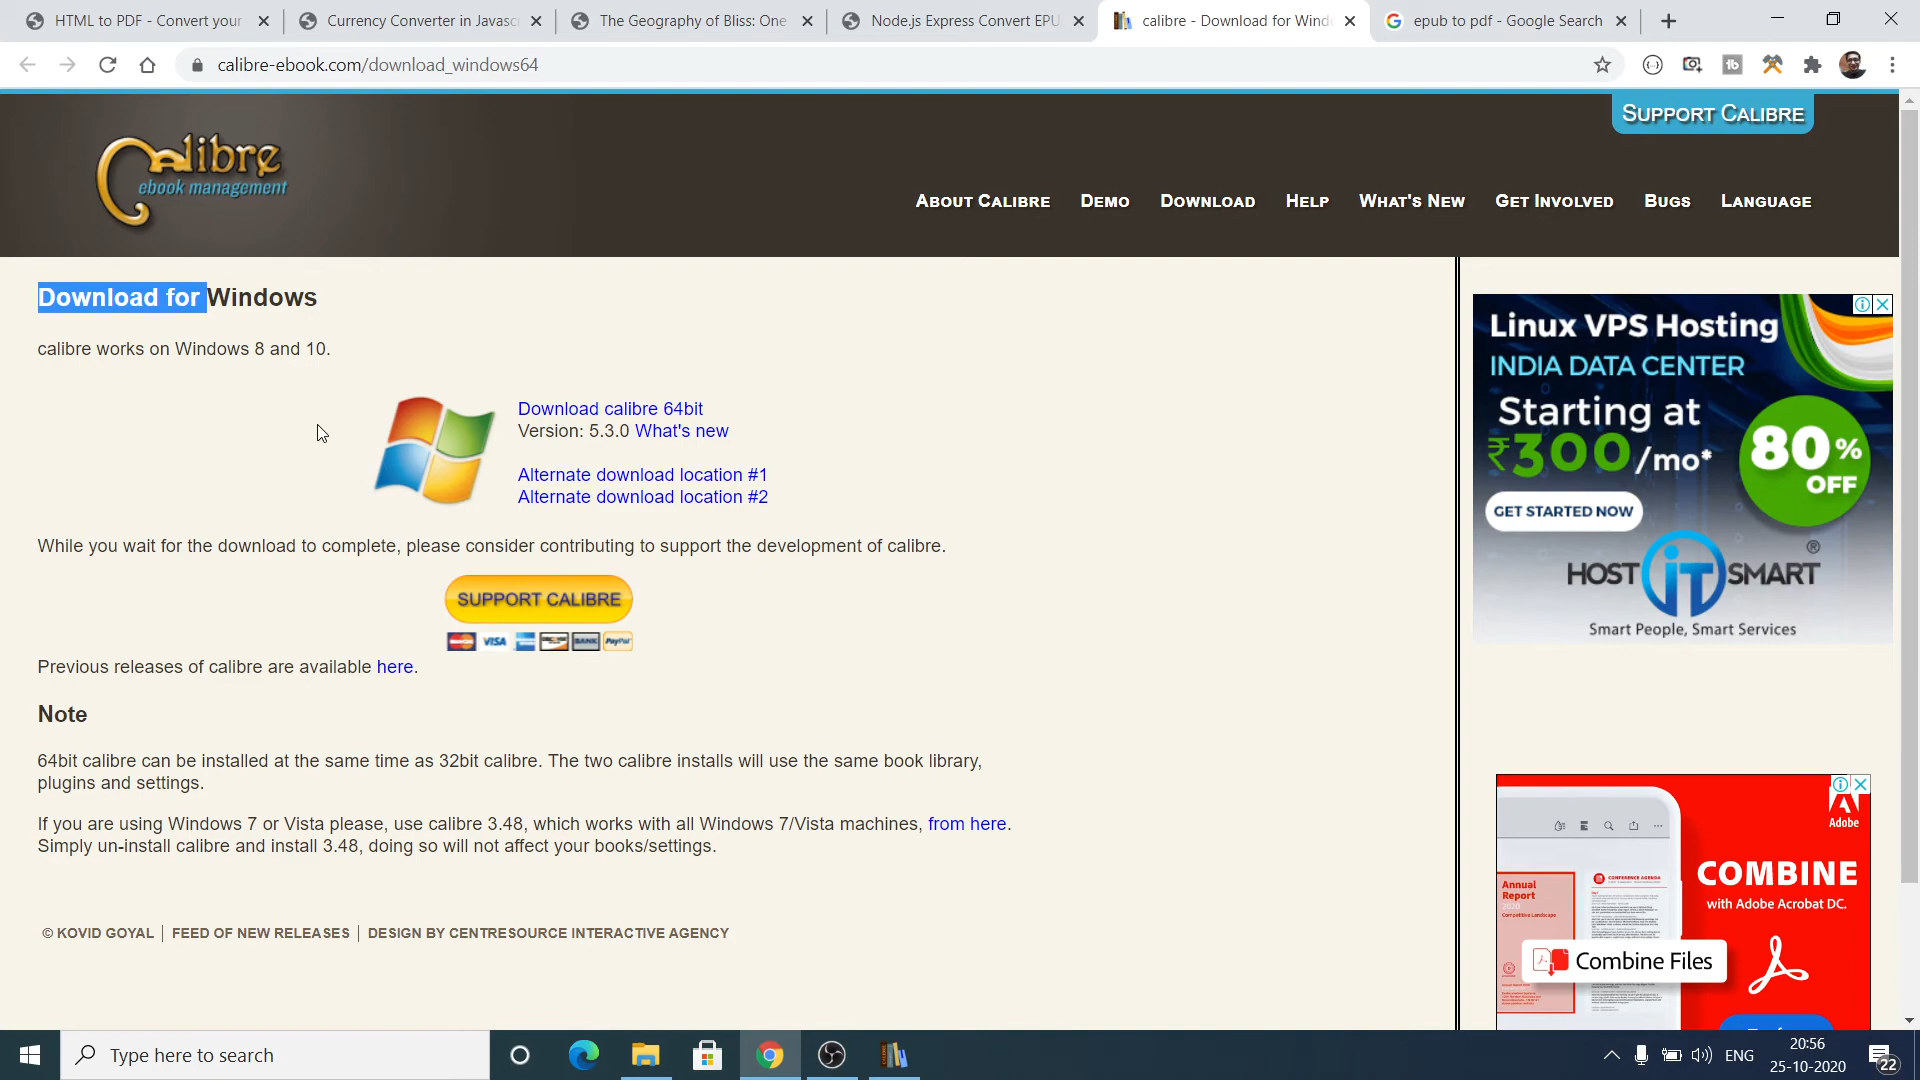 HTML to PDF - Convert your
Currency Converter in Javasc
The Geography of Bliss: One
Node.js Express Convert EPU
calibre - Download for Wind
epub to pdf - Google Search
calibre-ebook.com/download_windows64
SUPPORT CALIBRE
Calibre
ebook management
ABOUT CALIBRE
DEMO
DOWNLOAD
HELP
WHAT'S NEW
GET INVOLVED
BUGS
LANGUAGE
Download for Windows
calibre works on Windows 8 and 10.
Download calibre 64bit
Version: 5.3.0 What's new
Alternate download location #1
Alternate download location #2
While you wait for the download to complete, please consider contributing to support the development of calibre.
SUPPORT CALIBRE
VISA
BANK
PayPal
Previous releases of calibre are available here.
Note
64bit calibre can be installed at the same time as 32bit calibre. The two calibre installs will use the same book library,
plugins and settings.
If you are using Windows 7 or Vista please, use calibre 3.48, which works with all Windows 7/Vista machines, from here.
Simply un-install calibre and install 3.48, doing so will not affect your books/settings.
© KOVID GOYAL | FEED OF NEW RELEASES | DESIGN BY CENTRESOURCE INTERACTIVE AGENCY
Linux VPS Hosting
INDIA DATA CENTER
Starting at
₹300/mo*
80%
OFF
GET STARTED NOW
HOST iT SMART ®
Smart People, Smart Services
Adobe
COMBINE
with Adobe Acrobat DC.
Annual
Report
2020
Competitive Landscape
CONFERENCE AGENDA
Combine Files
Type here to search
ENG
20:56
25-10-2020
22